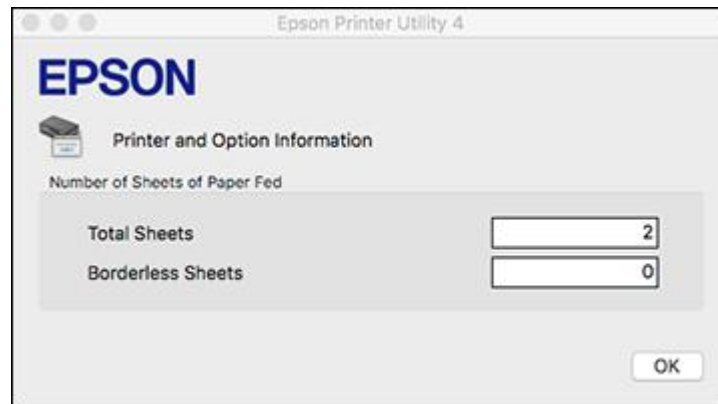 Epson Printer Utility 4
EPSON
Printer and Option Information
Number of Sheets of Paper Fed
Total Sheets 2
Borderless Sheets 0
OK